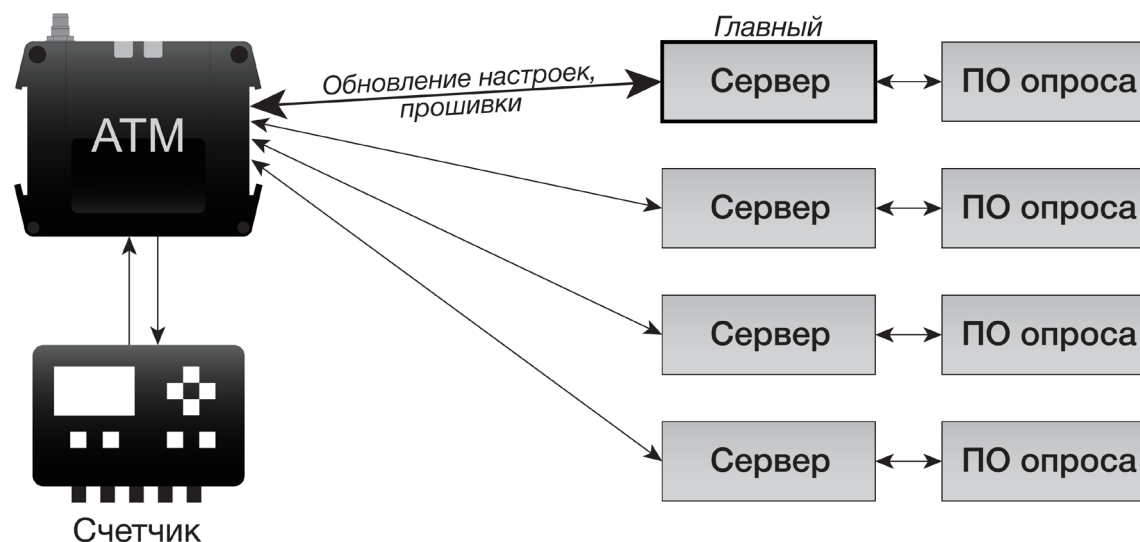 Главный
Обновление настроек,
прошивки
АТМ
Сервер
ПО опроса
Сервер
ПО опроса
Сервер
ПО опроса
Сервер
ПО опроса
Счетчик